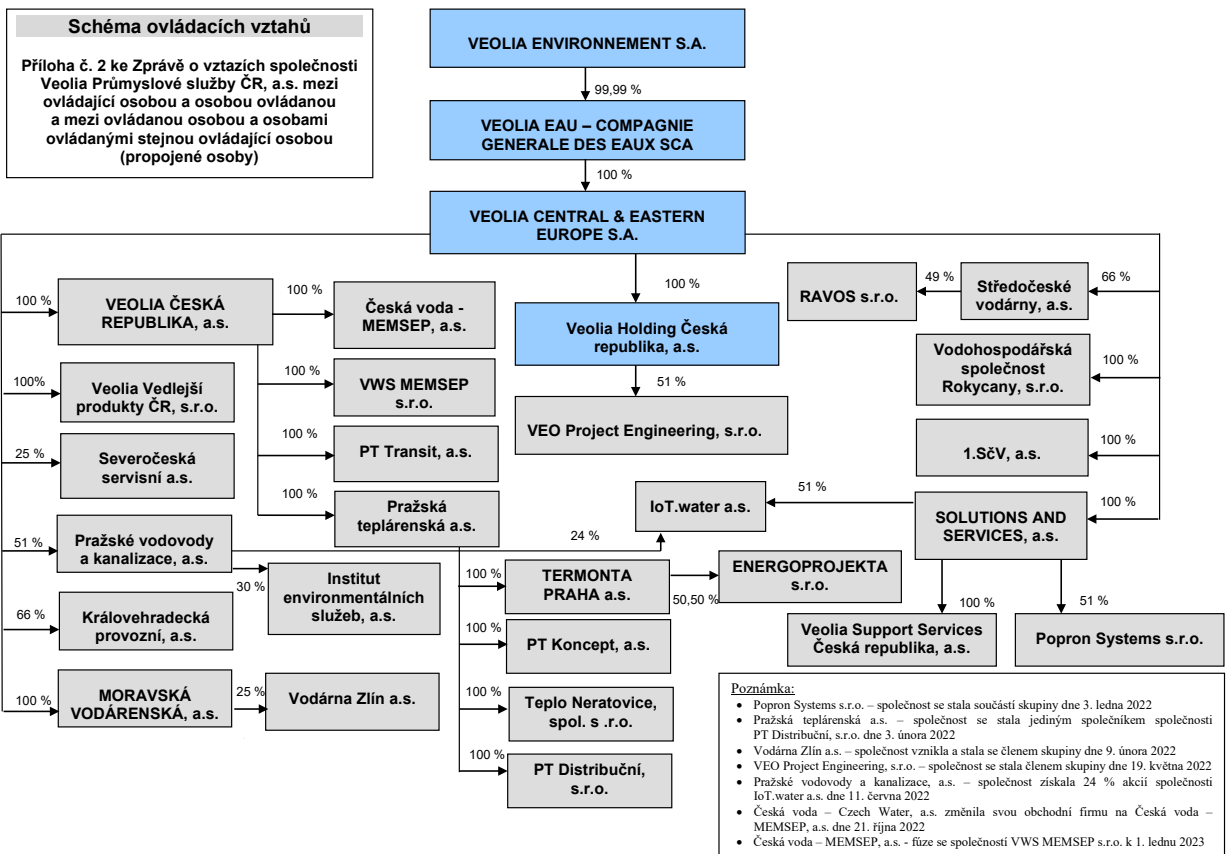 Schéma ovládacích vztahů
Příloha č. 2 ke Zprávě o vztazích společnosti
Veolia Průmyslové služby ČR, a.s. mezi
ovládající osobou a osobou ovládanou
a mezi ovládanou osobou a osobami
ovládanými stejnou ovládající osobou
(propojené osoby)
VEOLIA ENVIRONNEMENT S.A.
99,99 %
VEOLIA EAU – COMPAGNIE
GENERALE DES EAUX SCA
100 %
VEOLIA CENTRAL & EASTERN
EUROPE S.A.
100 %
VEOLIA ČESKÁ
REPUBLIKA, a.s.
100 %
Česká voda -
MEMSEP, a.s.
100 %
VWS MEMSEP
s.r.o.
100 %
PT Transit, a.s.
100 %
Pražská
teplárenská a.s.
100%
Veolia Vedlejší
produkty ČR, s.r.o.
25 %
Severočeská
servisní a.s.
51 %
Pražské vodovody
a kanalizace, a.s.
24 %
30 %
Institut
environmentálních
služeb, a.s.
66 %
Královehradecká
provozní, a.s.
100 %
MORAVSKÁ
VODÁRENSKÁ, a.s.
25 %
Vodárna Zlín a.s.
100 %
Veolia Holding Česká
republika, a.s.
51 %
VEO Project Engineering, s.r.o.
IoT.water a.s.
51 %
100 %
TERMONTA
PRAHA a.s.
50,50 %
ENERGOPROJEKTA
s.r.o.
100 %
PT Koncept, a.s.
100 %
Teplo Neratovice,
spol. s .r.o.
100 %
PT Distribuční,
s.r.o.
RAVOS s.r.o.
49 %
Středočeské
vodárny, a.s.
66 %
Vodohospodářská
společnost
Rokycany, s.r.o.
100 %
1.SčV, a.s.
100 %
SOLUTIONS AND
SERVICES, a.s.
100 %
100 %
Veolia Support Services
Česká republika, a.s.
51 %
Popron Systems s.r.o.
Poznámka:
• Popron Systems s.r.o. – společnost se stala součástí skupiny dne 3. ledna 2022
• Pražská teplárenská a.s. – společnost se stala jediným společníkem společnosti
PT Distribuční, s.r.o. dne 3. února 2022
• Vodárna Zlín a.s. – společnost vznikla a stala se členem skupiny dne 9. února 2022
• VEO Project Engineering, s.r.o. – společnost se stala členem skupiny dne 19. května 2022
• Pražské vodovody a kanalizace, a.s. – společnost získala 24 % akcií společnosti
IoT.water a.s. dne 11. června 2022
• Česká voda – Czech Water, a.s. změnila svou obchodní firmu na Česká voda –
MEMSEP, a.s. dne 21. října 2022
• Česká voda – MEMSEP, a.s. - fúze se společností VWS MEMSEP s.r.o. k 1. lednu 2023